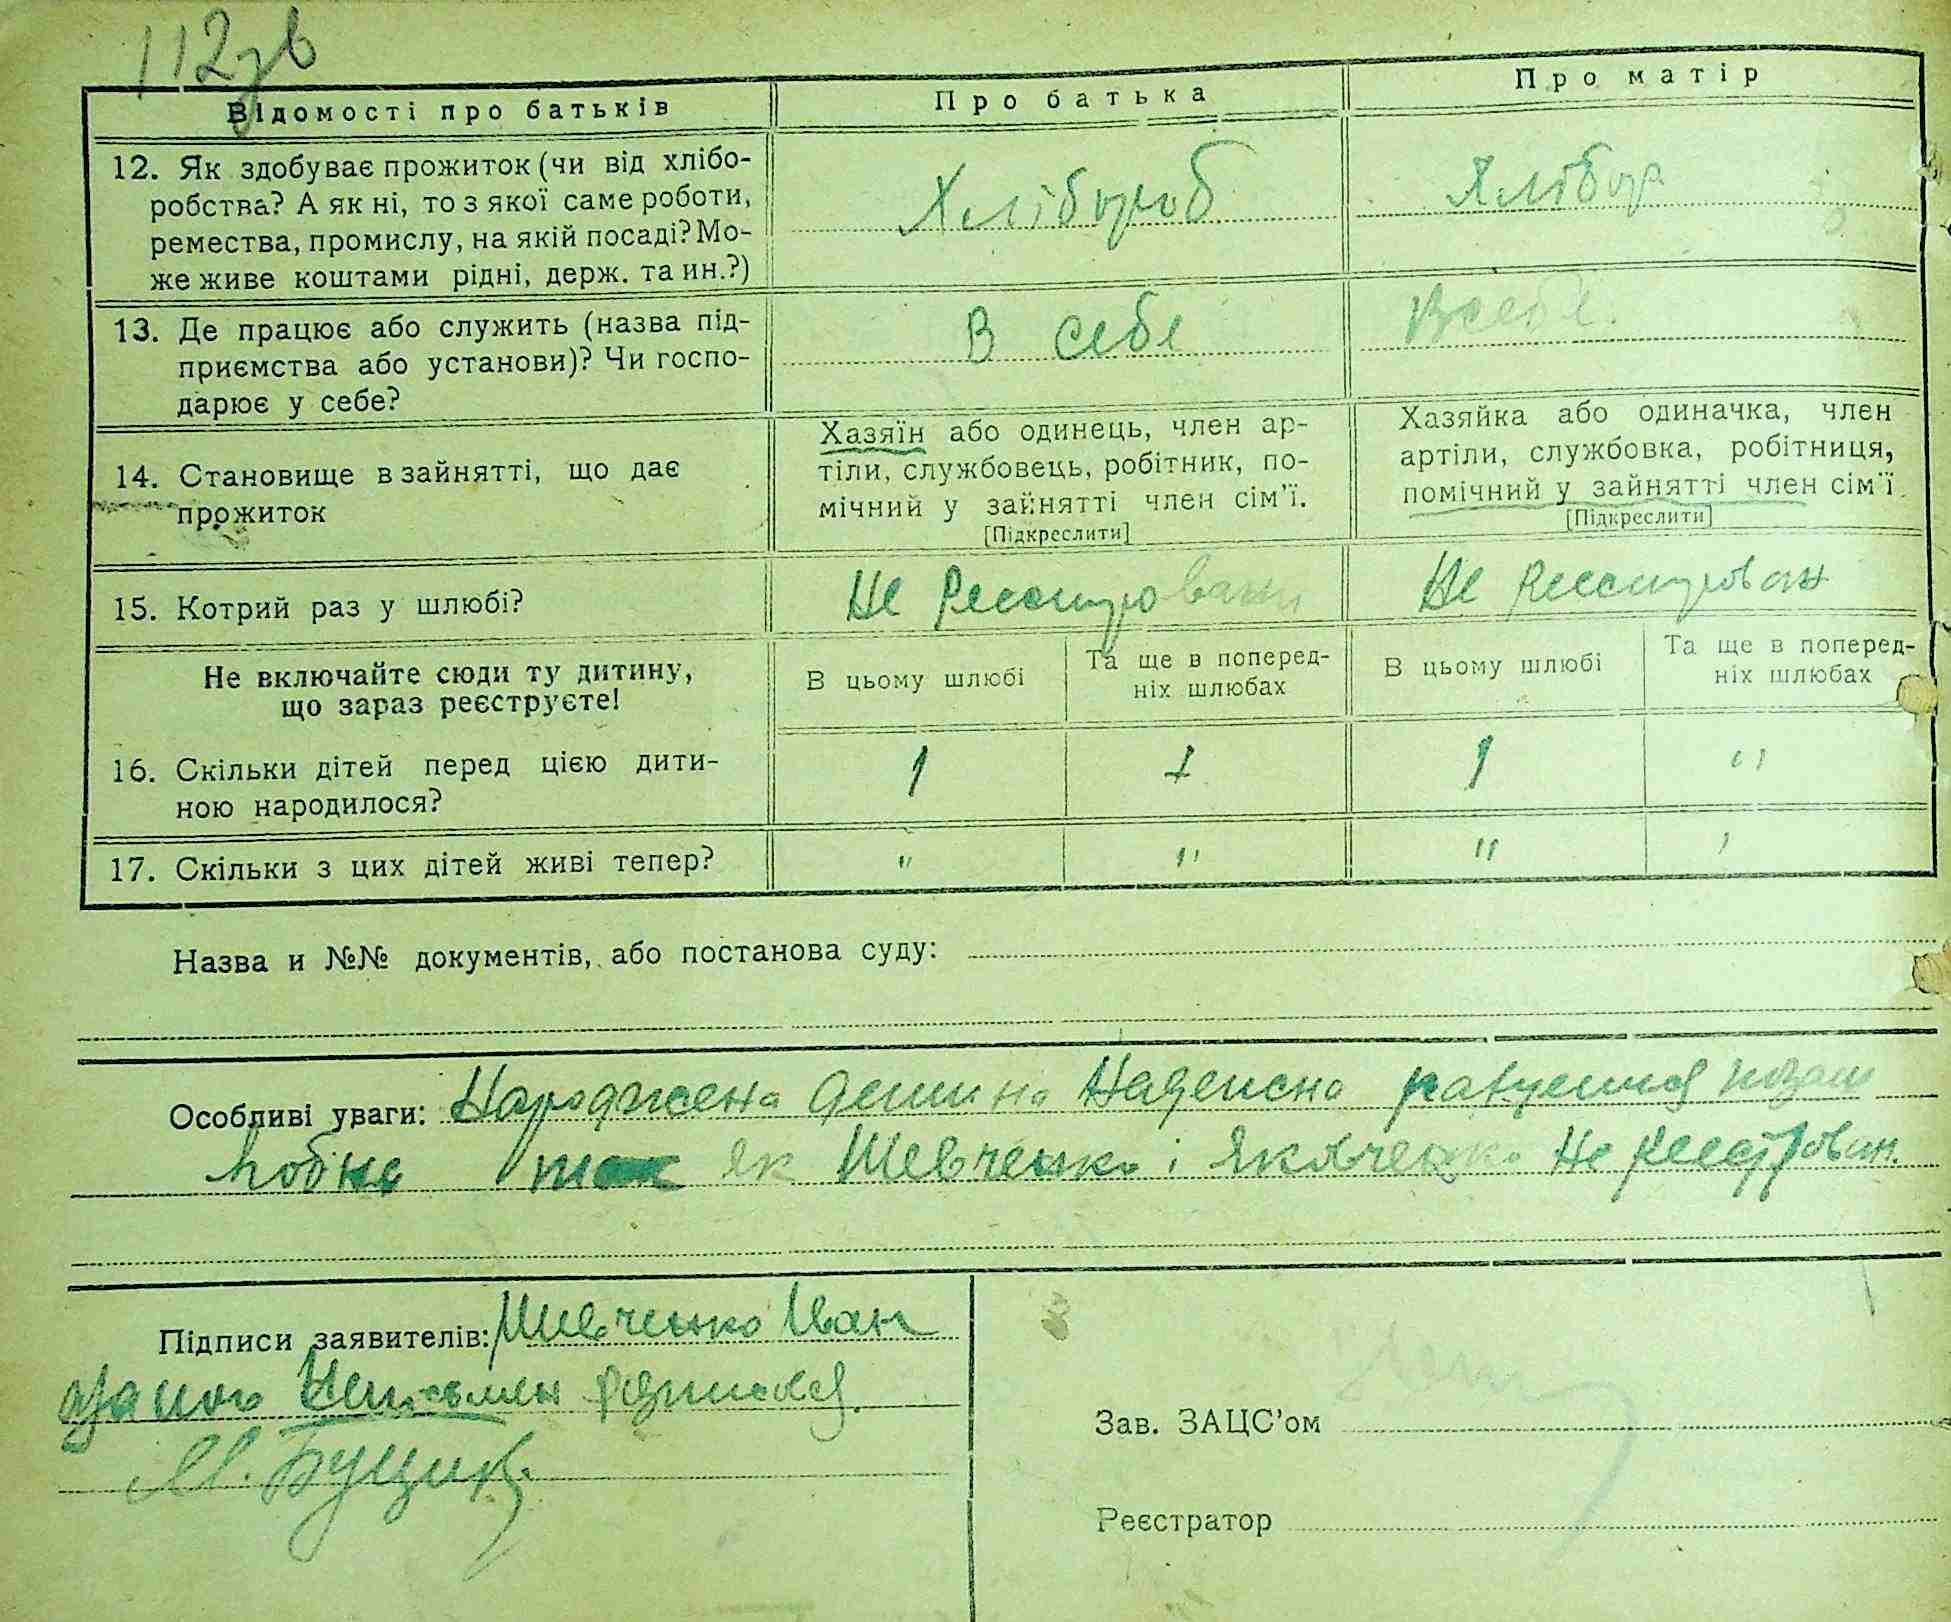 112зв
Відомості про батьків
Про батька
Про матір
12. Як здобуває прожиток (чи від хлібо-
робства? А як ні, то з якої саме роботи,
ремества, промислу, на якій посаді? Мо-
же живе коштами рідні, держ. та ин.?)
Хлібороб
Хлібор
13. Де працює або служить (назва під-
приємства або установи)? Чи госпо-
дарює у себе?
В себе
В себе
14. Становище в зайнятті, що дає
прожиток
Хазяїн або одинець, член ар-
тіли, службовець, робітник, по-
мічний у зайнятті член сім'ї.
[Підкреслити]
Хазяйка або одиначка, член
артіли, службовка, робітниця,
помічний у зайнятті член сім'ї
[Підкреслити]
15. Котрий раз у шлюбі?
Не
Не
Не включайте сюди ту дитину,
що зараз реєструєте!
В цьому шлюбі
Та ще в поперед-
ніх шлюбах
В цьому шлюбі
Та ще в поперед-
ніх шлюбах
16. Скільки дітей перед цією дити-
ною народилося?
1
1
1
"
17. Скільки з цих дітей живі тепер?
"
"
"
Назва и №№ документів, або постанова суду:
Особливі уваги: Народжена
як Шевченко і Не
Підписи заявителів: Шевченко Іван
М. Буцик
Зав. ЗАЦС'ом
Реєстратор